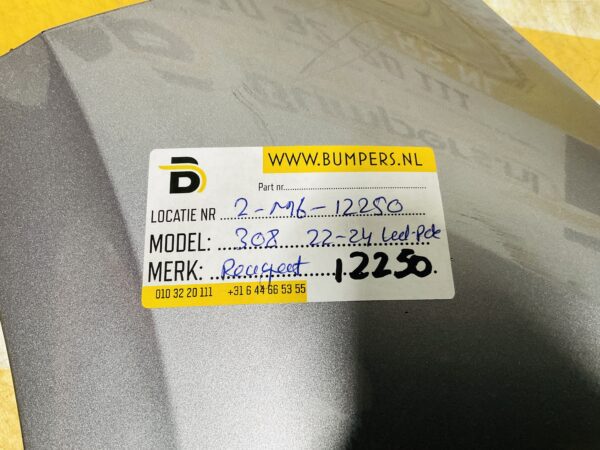 WWW.BUMPERS.NL
Part nr.
LOCATIE NR 2-M6-12250
MODEL: 308 22-24 Led-Pdc
MERK: Peugeot 12250
010 32 20 111 +31 6 44 66 53 55